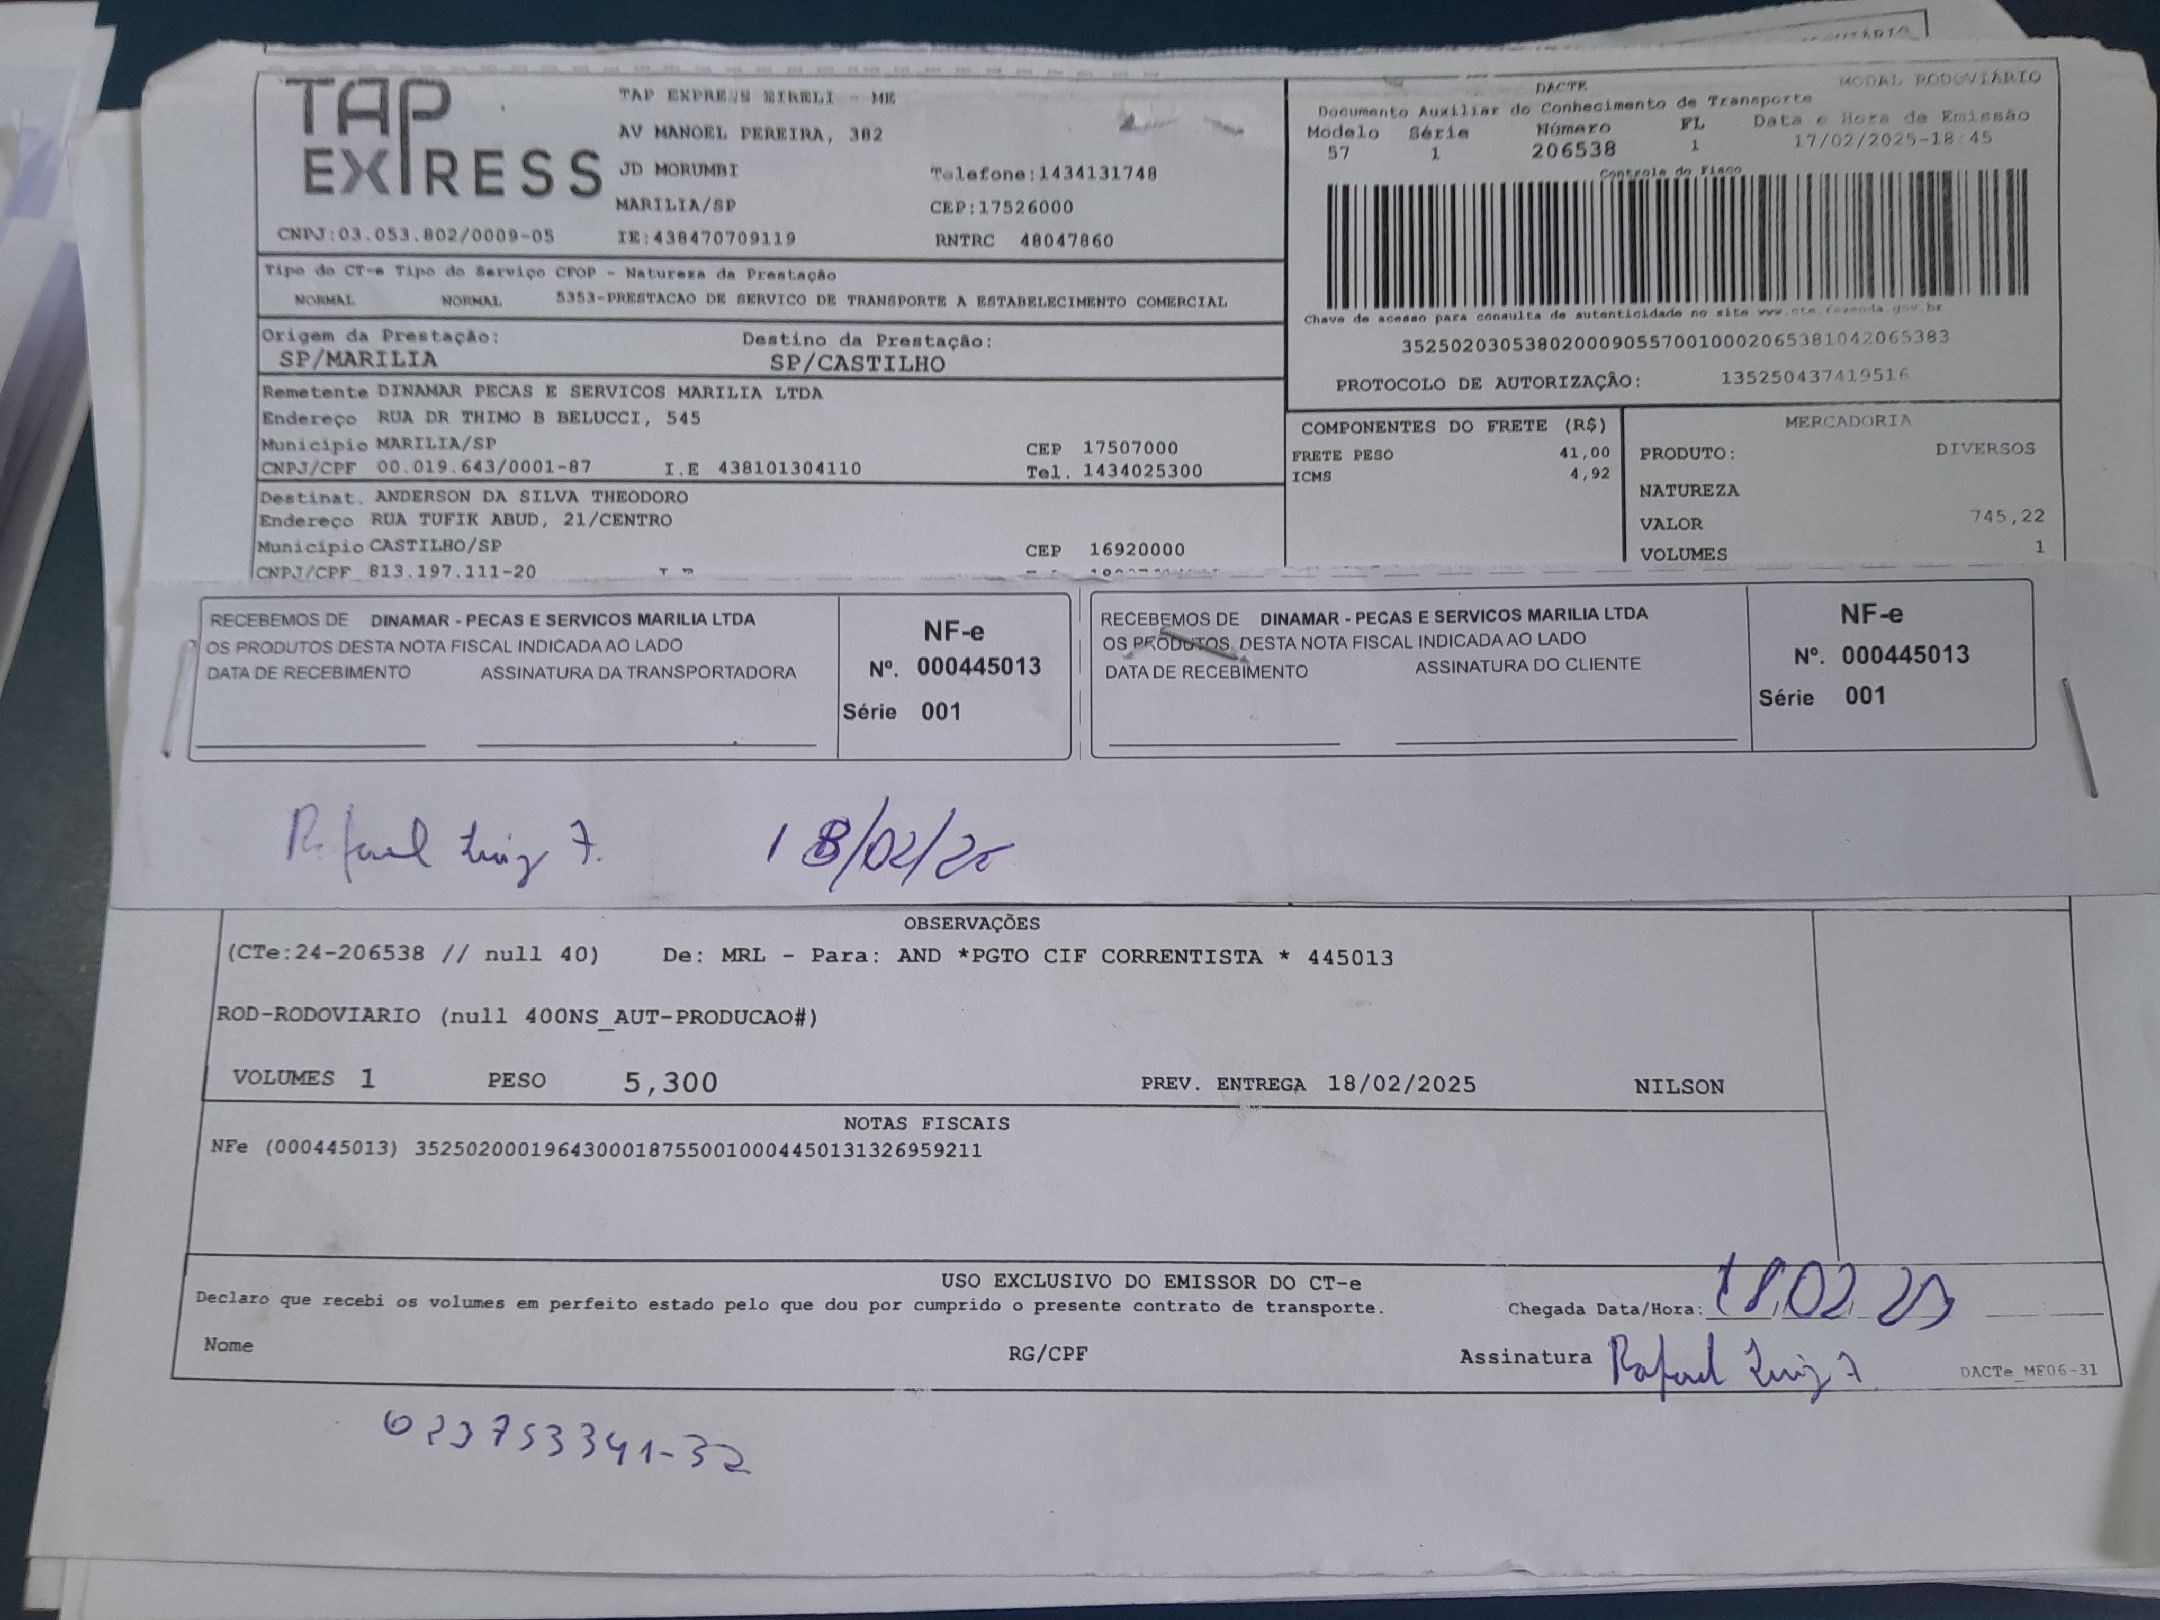 TAP EXPRESS
TAP EXPRESS EIRELI - ME
AV MANOEL PEREIRA, 382
JD MORUMBI
Telefone:1434131748
MARILIA/SP
CEP:17526000
CNPJ:03.053.802/0009-05
IE:438470709119
RNTRC 48047860
DACTE
MODAL RODOVIÁRIO
Documento Auxiliar do Conhecimento de Transporte
Modelo Série Número FL Data e Hora de Emissão
57 1 206538 1 17/02/2025-18:45
Controle do Fisco
Chave de acesso para consulta de autenticidade no site www.cte.fazenda.gov.br
35250203053802000905570010002065381042065383
PROTOCOLO DE AUTORIZAÇÃO: 135250437419516
Tipo do CT-e Tipo do Serviço CFOP - Natureza da Prestação
NORMAL NORMAL 5353-PRESTACAO DE SERVICO DE TRANSPORTE A ESTABELECIMENTO COMERCIAL
Origem da Prestação: Destino da Prestação:
SP/MARILIA SP/CASTILHO
Remetente DINAMAR PECAS E SERVICOS MARILIA LTDA
Endereço RUA DR THIMO B BELUCCI, 545
Município MARILIA/SP CEP 17507000
CNPJ/CPF 00.019.643/0001-87 I.E 438101304110 Tel. 1434025300
Destinat. ANDERSON DA SILVA THEODORO
Endereço RUA TUFIK ABUD, 21/CENTRO
Município CASTILHO/SP CEP 16920000
CNPJ/CPF 813.197.111-20
COMPONENTES DO FRETE (R$)
FRETE PESO 41,00
ICMS 4,92
MERCADORIA
PRODUTO: DIVERSOS
NATUREZA
VALOR 745,22
VOLUMES 1
RECEBEMOS DE DINAMAR - PECAS E SERVICOS MARILIA LTDA
OS PRODUTOS DESTA NOTA FISCAL INDICADA AO LADO
DATA DE RECEBIMENTO ASSINATURA DA TRANSPORTADORA
NF-e
Nº. 000445013
Série 001
RECEBEMOS DE DINAMAR - PECAS E SERVICOS MARILIA LTDA
OS PRODUTOS DESTA NOTA FISCAL INDICADA AO LADO
DATA DE RECEBIMENTO ASSINATURA DO CLIENTE
NF-e
Nº. 000445013
Série 001
Rafael Luiz F. 18/02/25
OBSERVAÇÕES
(CTe:24-206538 // null 40) De: MRL - Para: AND *PGTO CIF CORRENTISTA * 445013
ROD-RODOVIARIO (null 400NS_AUT-PRODUCAO#)
VOLUMES 1 PESO 5,300 PREV. ENTREGA 18/02/2025 NILSON
NOTAS FISCAIS
NFe (000445013) 35250200019643000187550010004450131326959211
USO EXCLUSIVO DO EMISSOR DO CT-e
Declaro que recebi os volumes em perfeito estado pelo que dou por cumprido o presente contrato de transporte.
Chegada Data/Hora: 18 02 25
Nome RG/CPF Assinatura Rafael Luiz F
DACTe_MF06-31
023753341-32